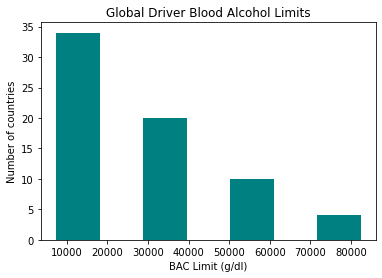 Global Driver Blood Alcohol Limits
Number of countries
35
30
25
20
15
10
5
0
10000 20000 30000 40000 50000 60000 70000 80000
BAC Limit (g/dl)